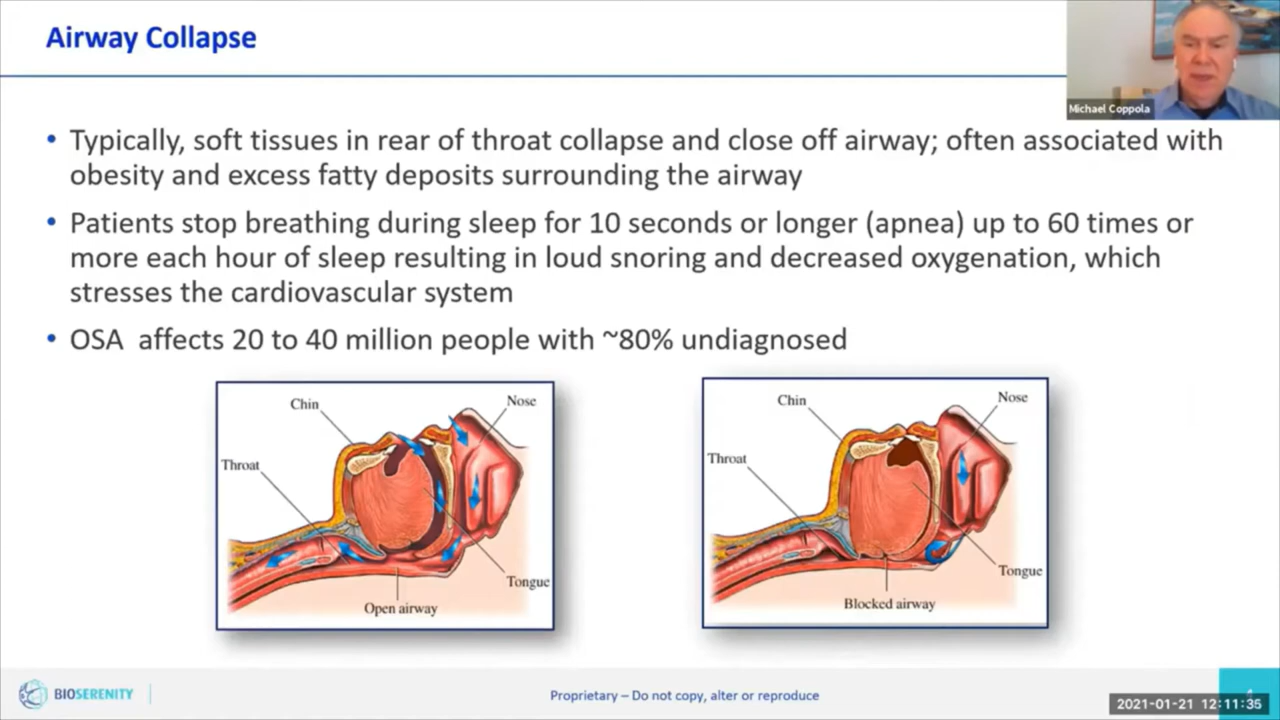 Airway Collapse
Michael Coppola
• Typically, soft tissues in rear of throat collapse and close off airway; often associated with
obesity and excess fatty deposits surrounding the airway
• Patients stop breathing during sleep for 10 seconds or longer (apnea) up to 60 times or
more each hour of sleep resulting in loud snoring and decreased oxygenation, which
stresses the cardiovascular system
• OSA affects 20 to 40 million people with ~80% undiagnosed
Chin
Nose
Throat
Tongue
Open airway
Chin
Nose
Throat
Tongue
Blocked airway
BIOSERENITY
Proprietary – Do not copy, alter or reproduce
2021-01-21 12:11:35